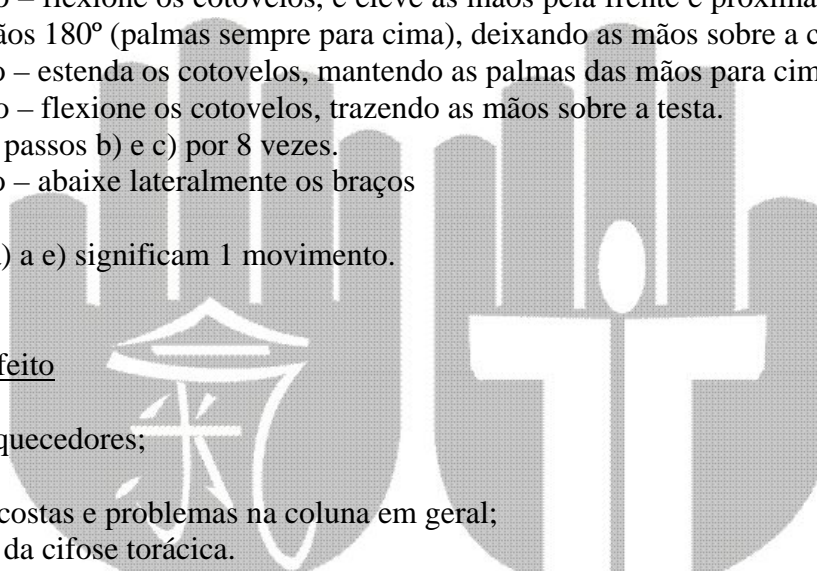 o – flexione os cotovelos, e eleve as mãos pela frente e próxima
ãos 180º (palmas sempre para cima), deixando as mãos sobre a c
o – estenda os cotovelos, mantendo as palmas das mãos para cim
o – flexione os cotovelos, trazendo as mãos sobre a testa.
passos b) e c) por 8 vezes.
o – abaixe lateralmente os braços
) a e) significam 1 movimento.
feito
quecedores;
costas e problemas na coluna em geral;
da cifose torácica.